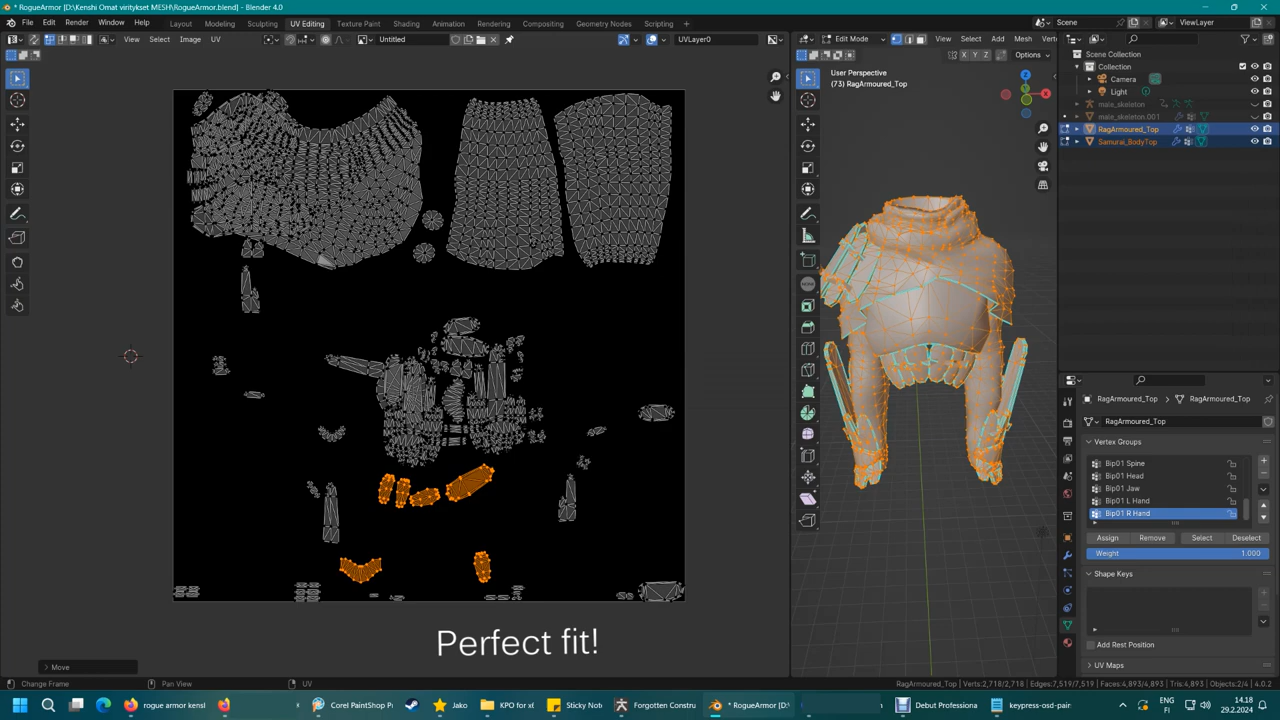 RogueArmor [D:\Kenshi Omat viritykset MESH\RogueArmor.blend] - Blender 4.0
File Edit Render Window Help
Layout Modeling Sculpting UV Editing Texture Paint Shading Animation Rendering Compositing Geometry Nodes Scripting
Scene
ViewLayer
View Select Image UV
Untitled
UVLayer0
Edit Mode
View Select Add Mesh
X Y Z
Options
User Perspective
(73) RagArmoured_Top
Scene Collection
Collection
Camera
Light
male_skeleton
male_skeleton.001
RagArmoured_Top
Samurai_BodyTop
RagArmoured_Top
RagArmoured_Top
RagArmoured_Top
Vertex Groups
Bip01 Spine
Bip01 Head
Bip01 Jaw
Bip01 L Hand
Bip01 R Hand
Assign Remove Select Deselect
Weight 1.000
Shape Keys
Add Rest Position
UV Maps
Perfect fit!
Move
Change Frame Pan View UV
RagArmoured_Top | Verts:2,718/2,718 | Edges:7,519/7,519 | Faces:4,893/4,893 | Tris:4,893 | Objects:2/4 | 4.0.2
rogue armor kensl
Corel PaintShop P
Jako
KPO for xl
Sticky Note
Forgotten Constru
* RogueArmor [D:\
Debut Professiona
keypress-osd-pair
ENG
FI
14.18
29.2.2024